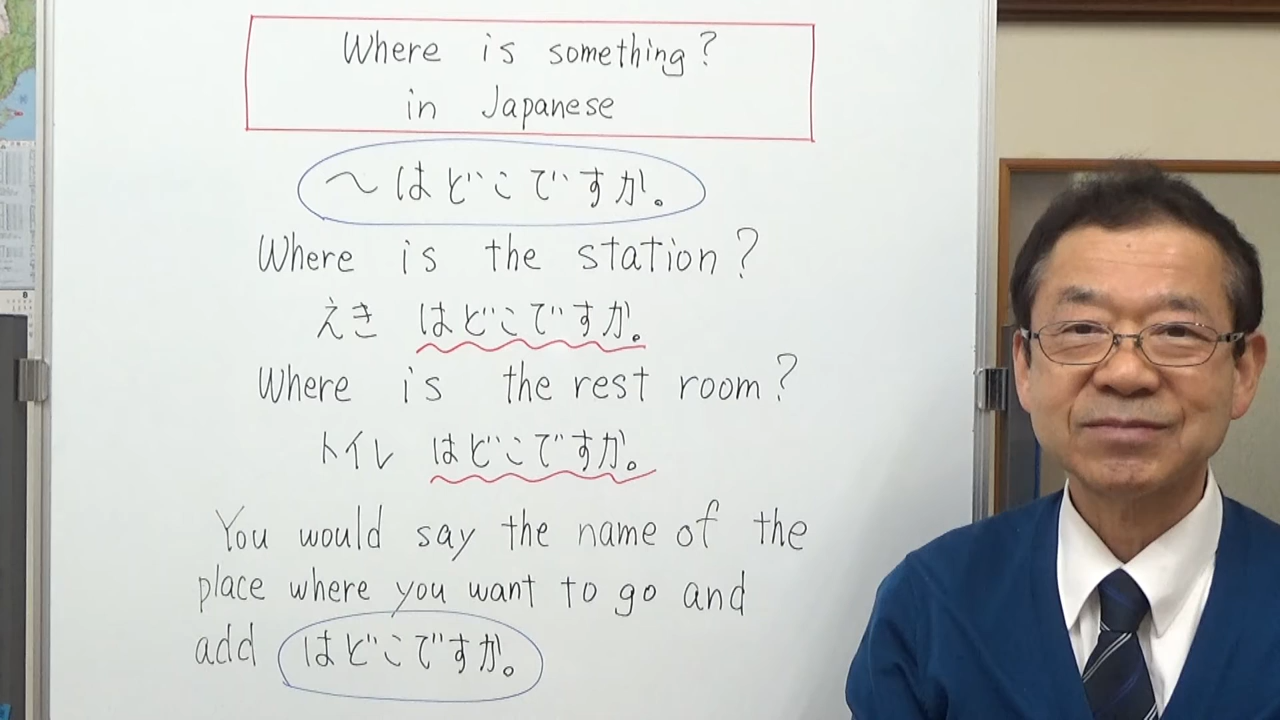 Where is something?
in Japanese
～はどこですか。
Where is the station?
えき はどこですか。
Where is the rest room?
トイレ はどこですか。
You would say the name of the
place where you want to go and
add はどこですか。